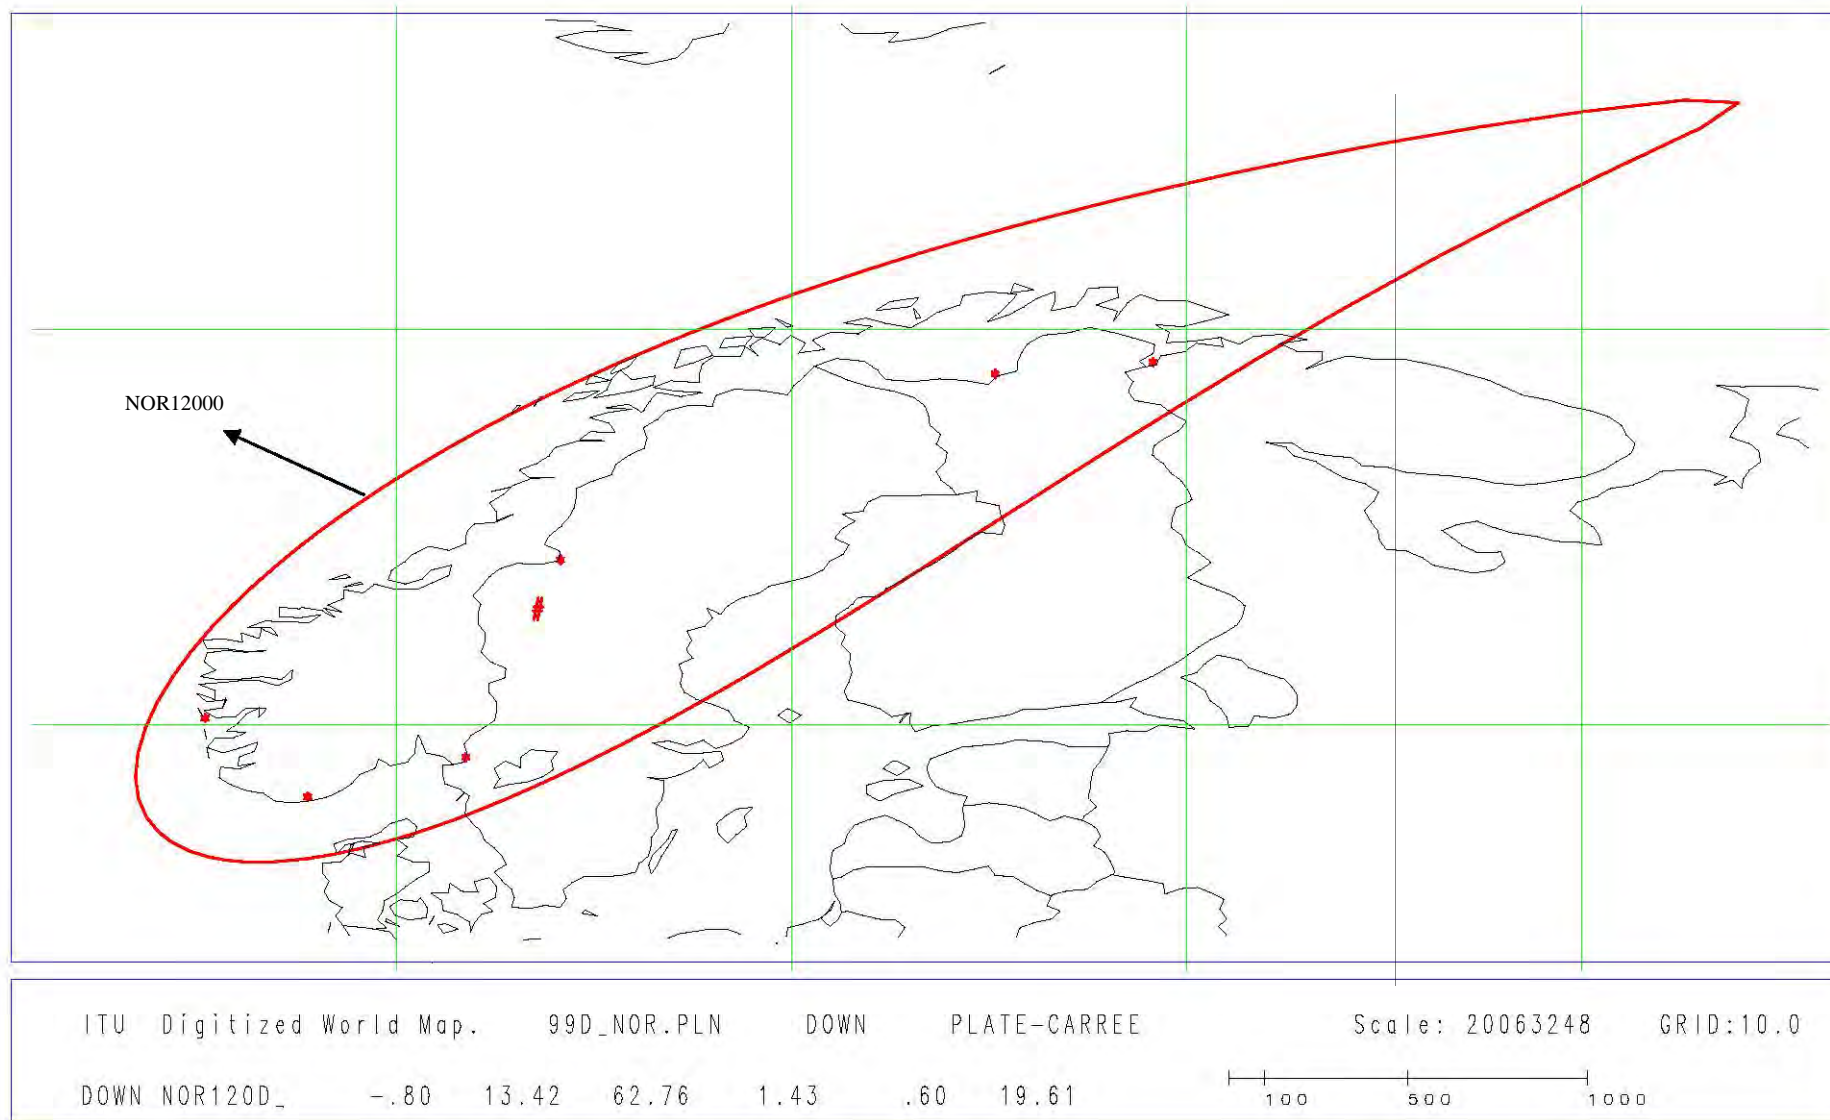 NOR12000
ITU Digitized World Map. 99D_NOR.PLN DOWN PLATE-CARREE Scale: 20063248 GRID:10.0
DOWN NOR120D_ -.80 13.42 62.76 1.43 .60 19.61
100 500 1000